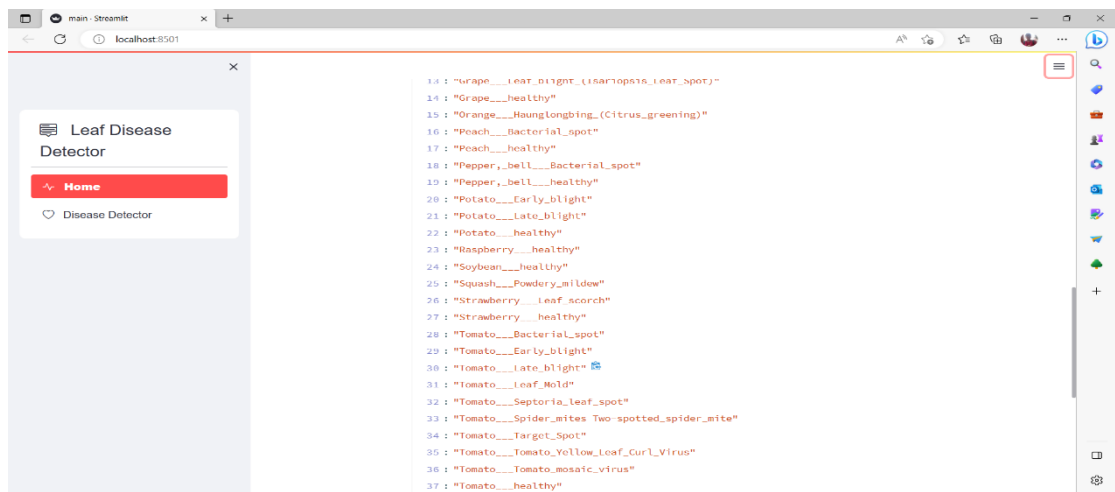 main - Streamlit
localhost:8501
Leaf Disease
Detector
Home
Disease Detector
13 : "Grape___Leaf_blight_(Isariopsis_Leaf_Spot)"
14 : "Grape___healthy"
15 : "Orange___Haunglongbing_(Citrus_greening)"
16 : "Peach___Bacterial_spot"
17 : "Peach___healthy"
18 : "Pepper,_bell___Bacterial_spot"
19 : "Pepper,_bell___healthy"
20 : "Potato___Early_blight"
21 : "Potato___Late_blight"
22 : "Potato___healthy"
23 : "Raspberry___healthy"
24 : "Soybean___healthy"
25 : "Squash___Powdery_mildew"
26 : "Strawberry___Leaf_scorch"
27 : "Strawberry___healthy"
28 : "Tomato___Bacterial_spot"
29 : "Tomato___Early_blight"
30 : "Tomato___Late_blight"
31 : "Tomato___Leaf_Mold"
32 : "Tomato___Septoria_leaf_spot"
33 : "Tomato___Spider_mites Two-spotted_spider_mite"
34 : "Tomato___Target_Spot"
35 : "Tomato___Tomato_Yellow_Leaf_Curl_Virus"
36 : "Tomato___Tomato_mosaic_virus"
37 : "Tomato___healthy"